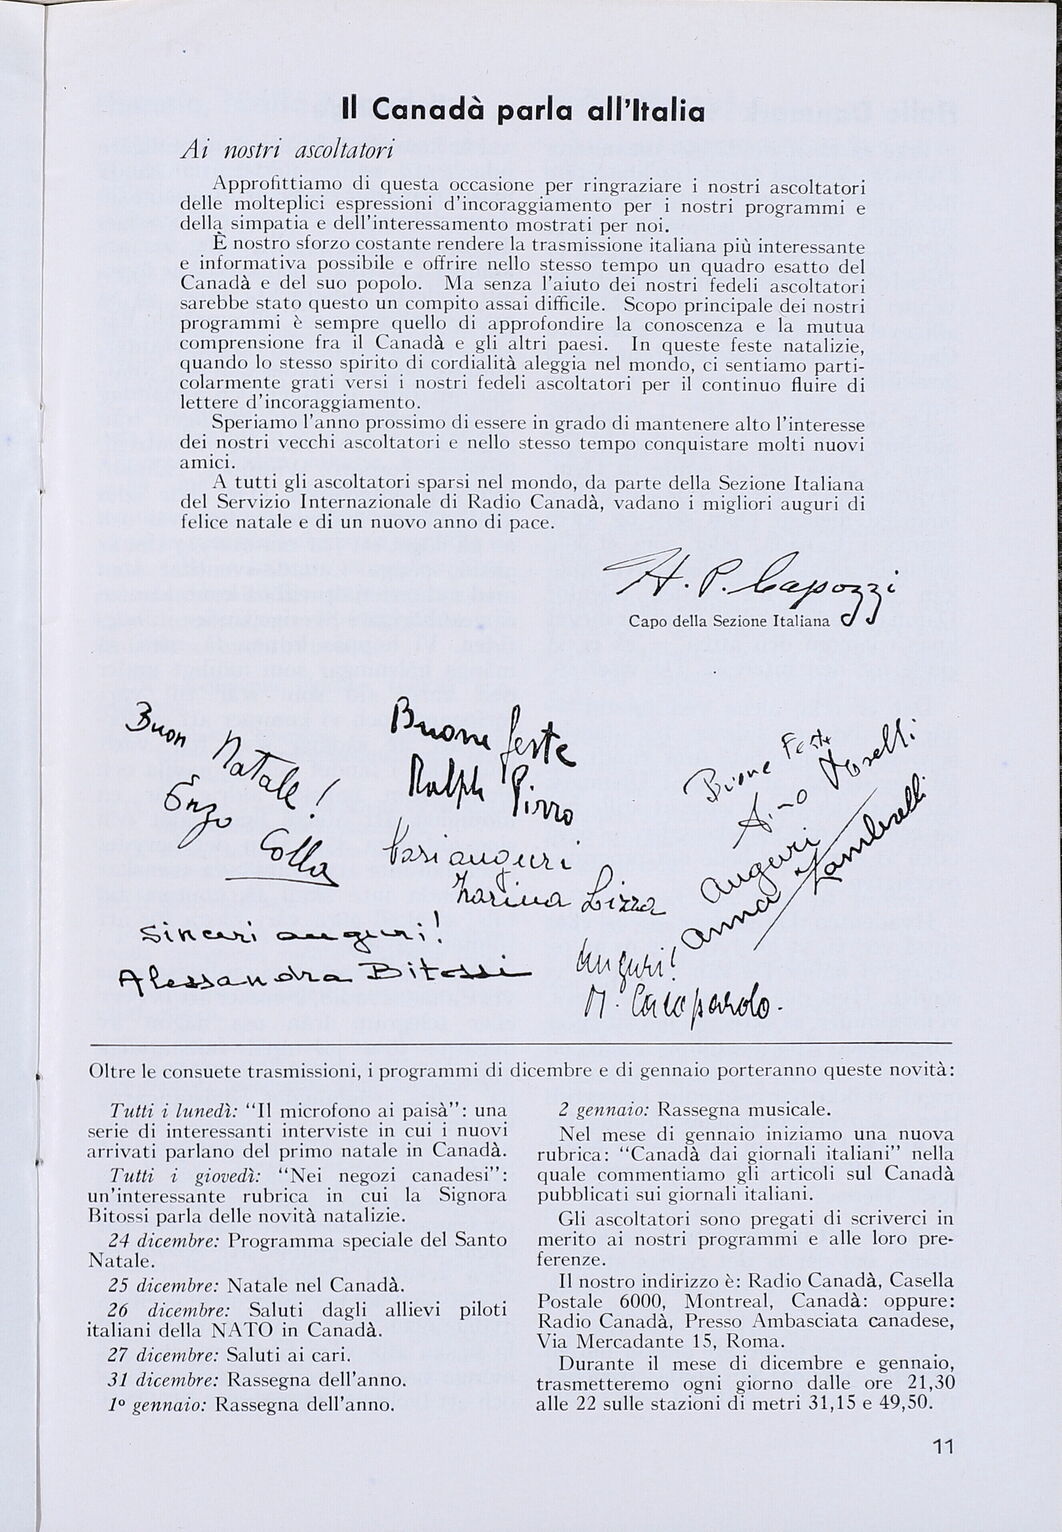 Il Canadà parla all'Italia
Ai nostri ascoltatori
Approfittiamo di questa occasione per ringraziare i nostri ascoltatori
delle molteplici espressioni d'incoraggiamento per i nostri programmi e
della simpatia e dell'interessamento mostrati per noi.
È nostro sforzo costante rendere la trasmissione italiana più interessante
e informativa possibile e offrire nello stesso tempo un quadro esatto del
Canadà e del suo popolo. Ma senza l'aiuto dei nostri fedeli ascoltatori
sarebbe stato questo un compito assai difficile. Scopo principale dei nostri
programmi è sempre quello di approfondire la conoscenza e la mutua
comprensione fra il Canadà e gli altri paesi. In queste feste natalizie,
quando lo stesso spirito di cordialità aleggia nel mondo, ci sentiamo parti-
colarmente grati versi i nostri fedeli ascoltatori per il continuo fluire di
lettere d'incoraggiamento.
Speriamo l'anno prossimo di essere in grado di mantenere alto l'interesse
dei nostri vecchi ascoltatori e nello stesso tempo conquistare molti nuovi
amici.
A tutti gli ascoltatori sparsi nel mondo, da parte della Sezione Italiana
del Servizio Internazionale di Radio Canadà, vadano i migliori auguri di
felice natale e di un nuovo anno di pace.
H. P. Capozzi
Capo della Sezione Italiana
Buon Natale!
Enzo Colla
Buone feste
Ralph Pirro
Buone Feste
Auguri
Anna
Vari auguri
Lizza
Sinceri auguri!
Alessandra Bitossi
Auguri!
M.
Oltre le consuete trasmissioni, i programmi di dicembre e di gennaio porteranno queste novità:
Tutti i lunedì: "Il microfono ai paisà": una
serie di interessanti interviste in cui i nuovi
arrivati parlano del primo natale in Canadà.
Tutti i giovedì: "Nei negozi canadesi":
un'interessante rubrica in cui la Signora
Bitossi parla delle novità natalizie.
24 dicembre: Programma speciale del Santo
Natale.
25 dicembre: Natale nel Canadà.
26 dicembre: Saluti dagli allievi piloti
italiani della NATO in Canadà.
27 dicembre: Saluti ai cari.
31 dicembre: Rassegna dell'anno.
1º gennaio: Rassegna dell'anno.
2 gennaio: Rassegna musicale.
Nel mese di gennaio iniziamo una nuova
rubrica: "Canadà dai giornali italiani" nella
quale commentiamo gli articoli sul Canadà
pubblicati sui giornali italiani.
Gli ascoltatori sono pregati di scriverci in
merito ai nostri programmi e alle loro pre-
ferenze.
Il nostro indirizzo è: Radio Canadà, Casella
Postale 6000, Montreal, Canadà: oppure:
Radio Canadà, Presso Ambasciata canadese,
Via Mercadante 15, Roma.
Durante il mese di dicembre e gennaio,
trasmetteremo ogni giorno dalle ore 21,30
alle 22 sulle stazioni di metri 31,15 e 49,50.
11